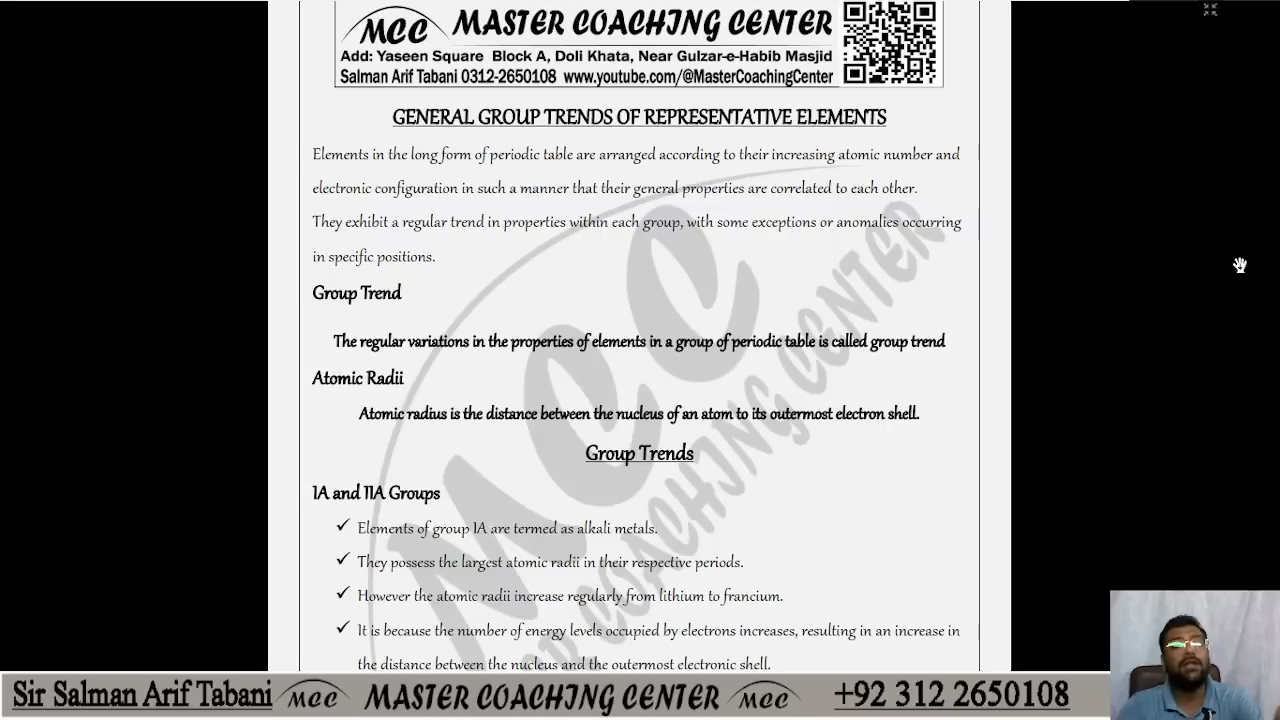 MCC MASTER COACHING CENTER
Add: Yaseen Square Block A, Doli Khata, Near Gulzar-e-Habib Masjid
Salman Arif Tabani 0312-2650108 www.youtube.com/@MasterCoachingCenter
GENERAL GROUP TRENDS OF REPRESENTATIVE ELEMENTS
Elements in the long form of periodic table are arranged according to their increasing atomic number and
electronic configuration in such a manner that their general properties are correlated to each other.
They exhibit a regular trend in properties within each group, with some exceptions or anomalies occurring
in specific positions.
Group Trend
The regular variations in the properties of elements in a group of periodic table is called group trend
Atomic Radii
Atomic radius is the distance between the nucleus of an atom to its outermost electron shell.
Group Trends
IA and IIA Groups
✓ Elements of group IA are termed as alkali metals.
✓ They possess the largest atomic radii in their respective periods.
✓ However the atomic radii increase regularly from lithium to francium.
✓ It is because the number of energy levels occupied by electrons increases, resulting in an increase in
the distance between the nucleus and the outermost electronic shell.
MCC
COACHING CENTER
Sir Salman Arif Tabani MCC MASTER COACHING CENTER MCC +92 312 2650108